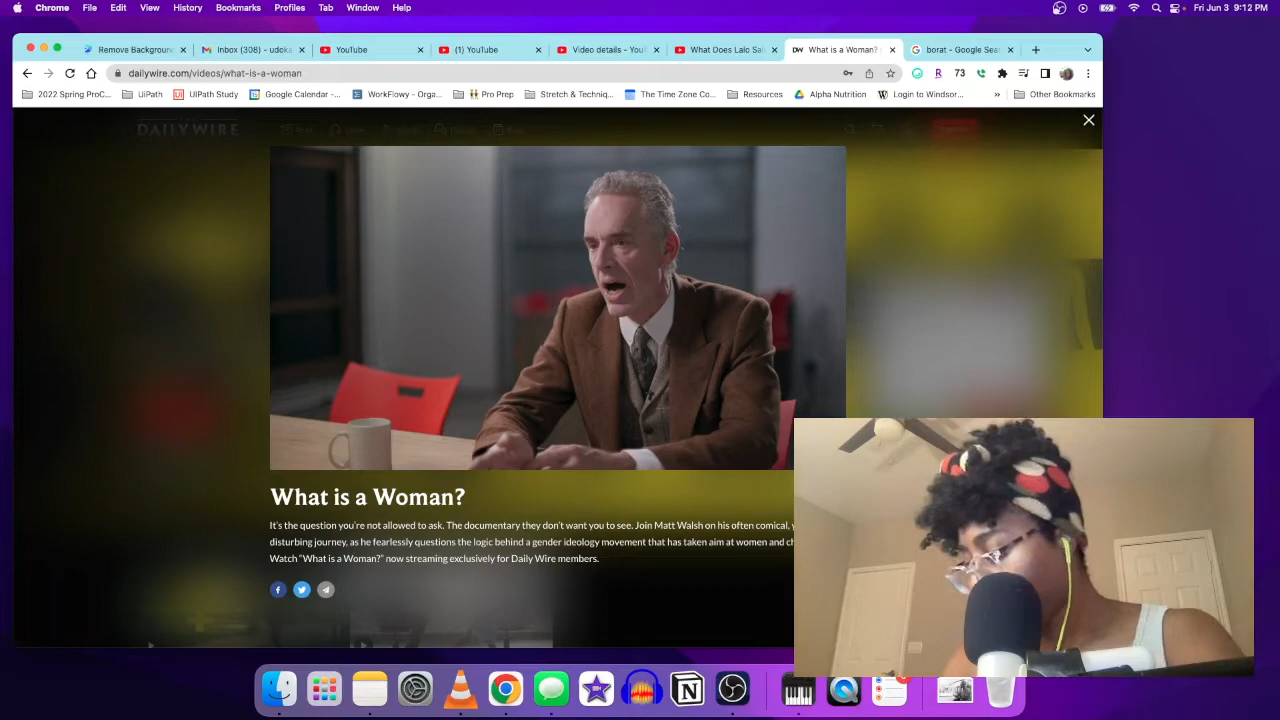 Chrome File Edit View History Bookmarks Profiles Tab Window Help Fri Jun 3 9:12 PM
Remove Backgroun Inbox (308) - udoka YouTube (1) YouTube Video details - You What Does Lalo Sal What is a Woman? borat - Google Sea
dailywire.com/videos/what-is-a-woman 73
2022 Spring ProC... UiPath UIPath Study Google Calendar -... WorkFlowy - Orga... Pro Prep Stretch & Techniq... The Time Zone Co... Resources Alpha Nutrition Login to Windsor... » Other Bookmarks
DAILYWIRE
What is a Woman?
It's the question you're not allowed to ask. The documentary they don't want you to see. Join Matt Walsh on his often comical,
disturbing journey, as he fearlessly questions the logic behind a gender ideology movement that has taken aim at women and
Watch "What is a Woman?" now streaming exclusively for Daily Wire members.